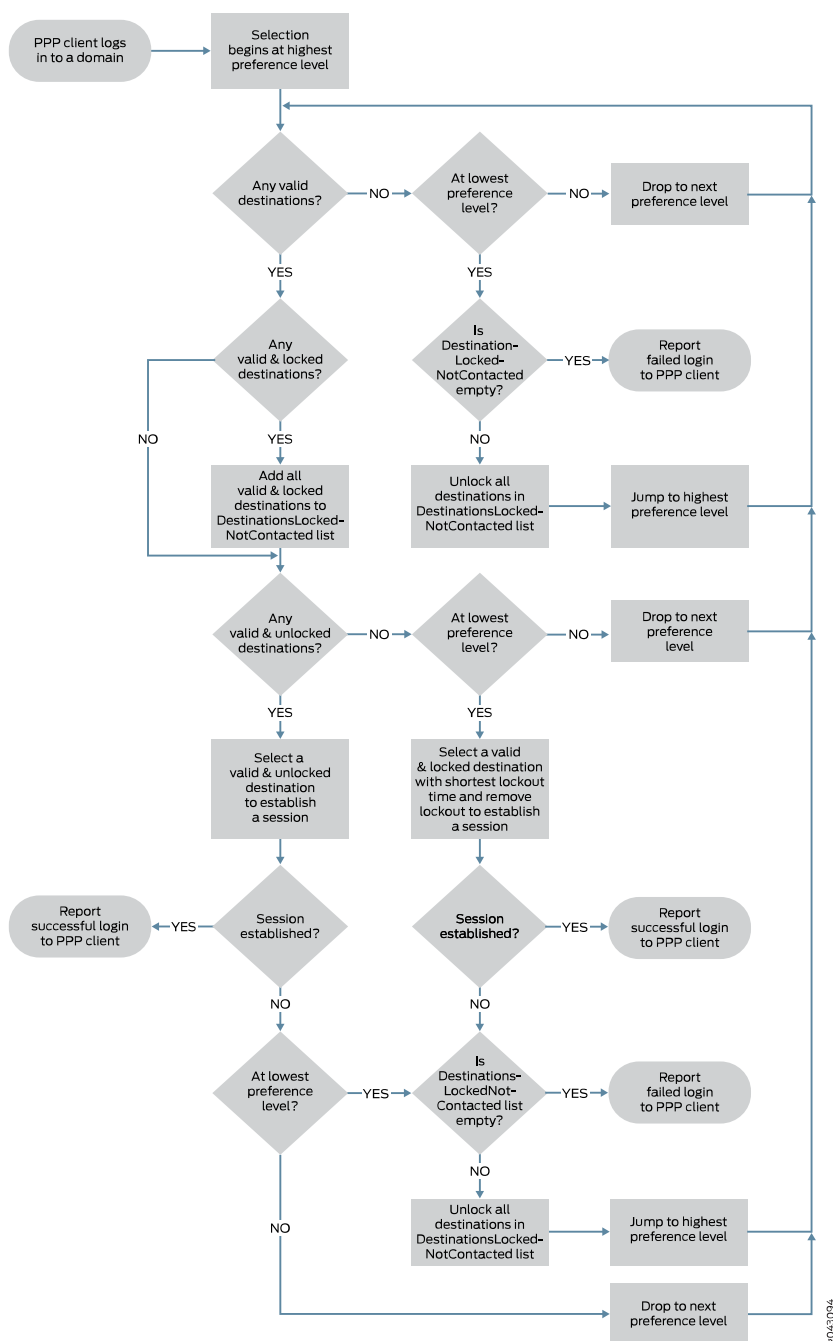 PPP client logs
in to a domain
Selection
begins at highest
preference level
Any valid
destinations?
NO
At lowest
preference
level?
NO
Drop to next
preference level
YES
YES
Any
valid & locked
destinations?
Is
Destination-
Locked-
NotContacted
empty?
YES
Report
failed login
to PPP client
NO
YES
NO
Add all
valid & locked
destinations to
DestinationsLocked-
NotContacted list
Unlock all
destinations in
DestinationsLocked-
NotContacted list
Jump to highest
preference level
Any
valid & unlocked
destinations?
NO
At lowest
preference
level?
NO
Drop to next
preference
level
YES
YES
Select a
valid & unlocked
destination
to establish
a session
Select a valid
& locked destination
with shortest lockout
time and remove
lockout to establish
a session
Report
successful login
to PPP client
YES
Session
established?
Session
established?
YES
Report
successful login
to PPP client
NO
NO
At lowest
preference
level?
YES
Is
Destinations-
LockedNot-
Contacted list
empty?
YES
Report
failed login
to PPP client
NO
NO
Unlock all
destinations in
DestinationsLocked-
NotContacted list
Jump to highest
preference level
Drop to next
preference level